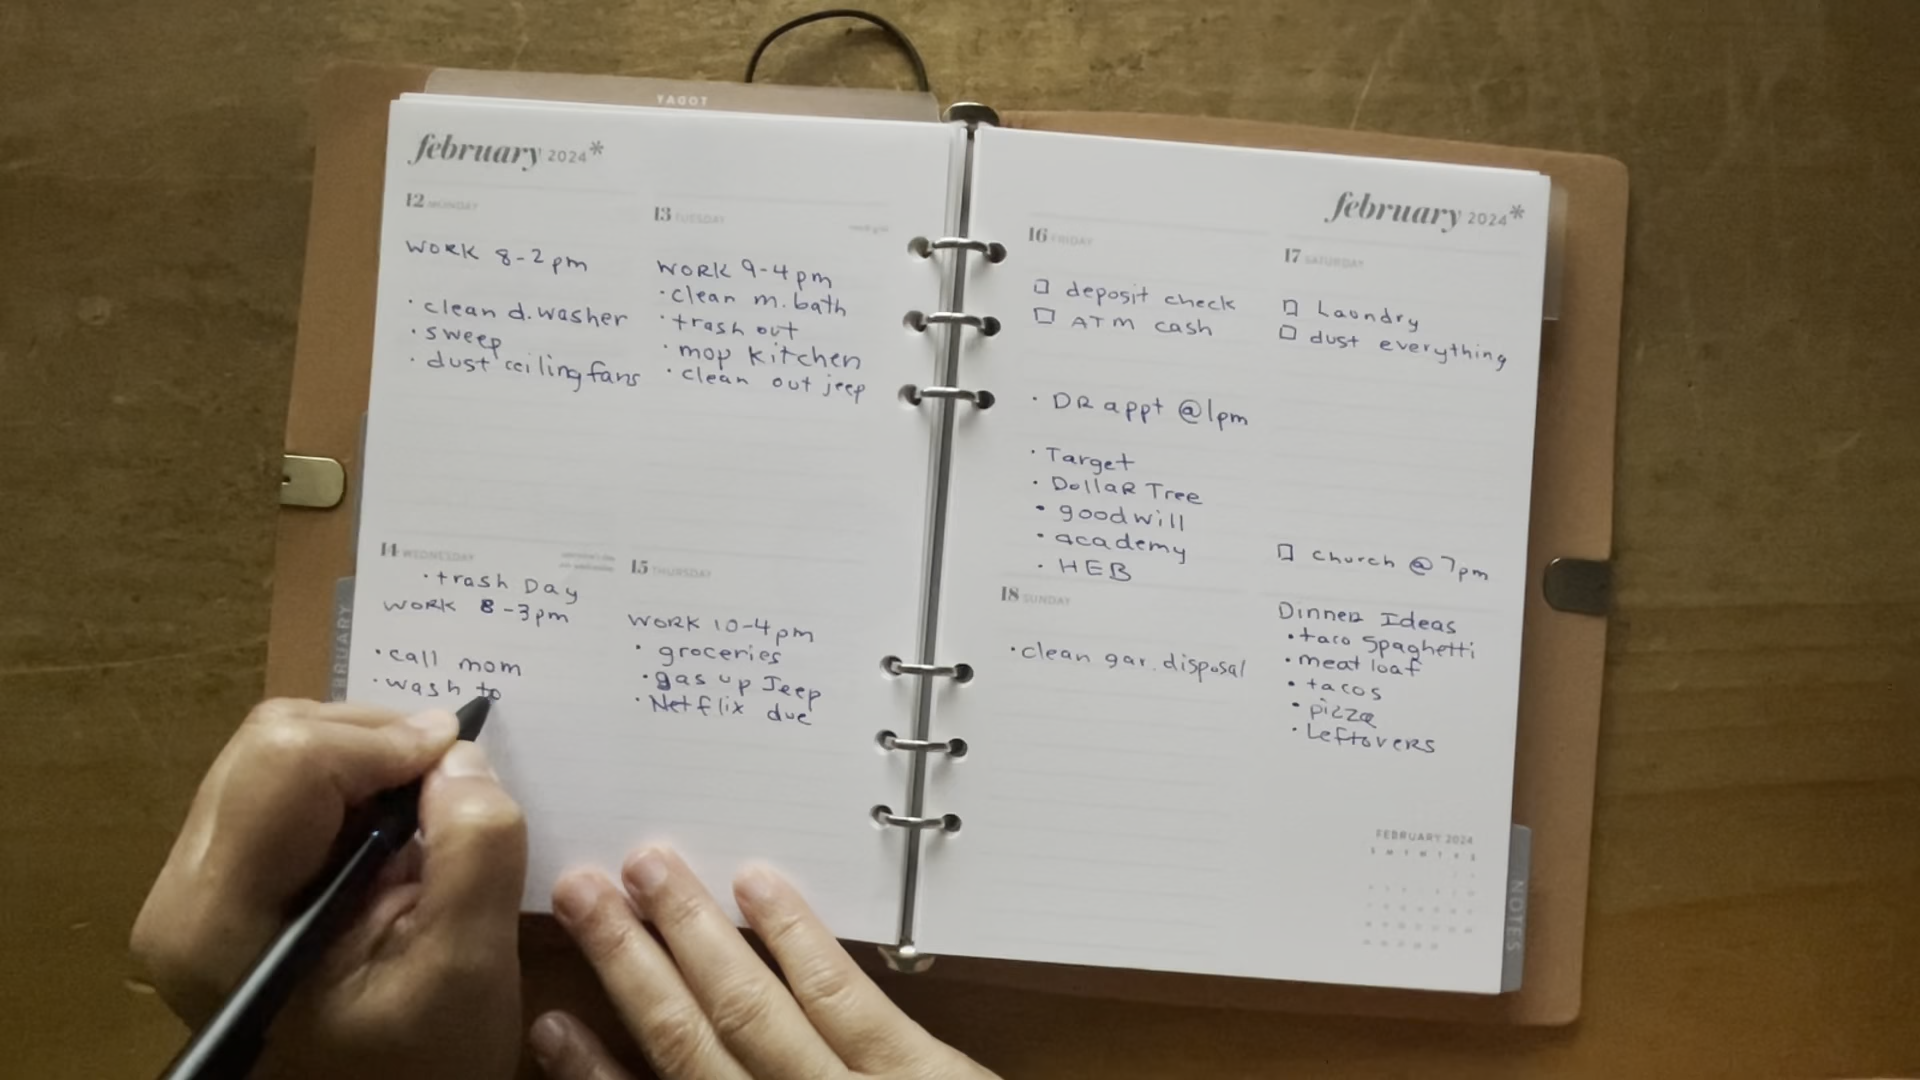 TODAY
february 2024*
12 MONDAY
WORK 8-2pm
· clean d.washer
· sweep
· dust ceiling fans
13 TUESDAY
WORK 9-4pm
· clean m. bath
· trash out
· mop kitchen
· clean out jeep
14 WEDNESDAY
· trash Day
WORK 8-3pm
· call mom
· wash to
15 THURSDAY
WORK 10-4pm
· groceries
· gas up Jeep
· Netflix due
february 2024*
16 FRIDAY
□ deposit check
□ ATM cash
· DR appt @1pm
· Target
· Dollar Tree
· goodwill
· academy
· HEB
17 SATURDAY
□ Laundry
□ dust everything
□ church @ 7pm
18 SUNDAY
· clean gar. disposal
Dinner Ideas
· taco Spaghetti
· meat loaf
· tacos
· pizza
· Leftovers
FEBRUARY 2024
S M T W T F S
EBRUARY
NOTES